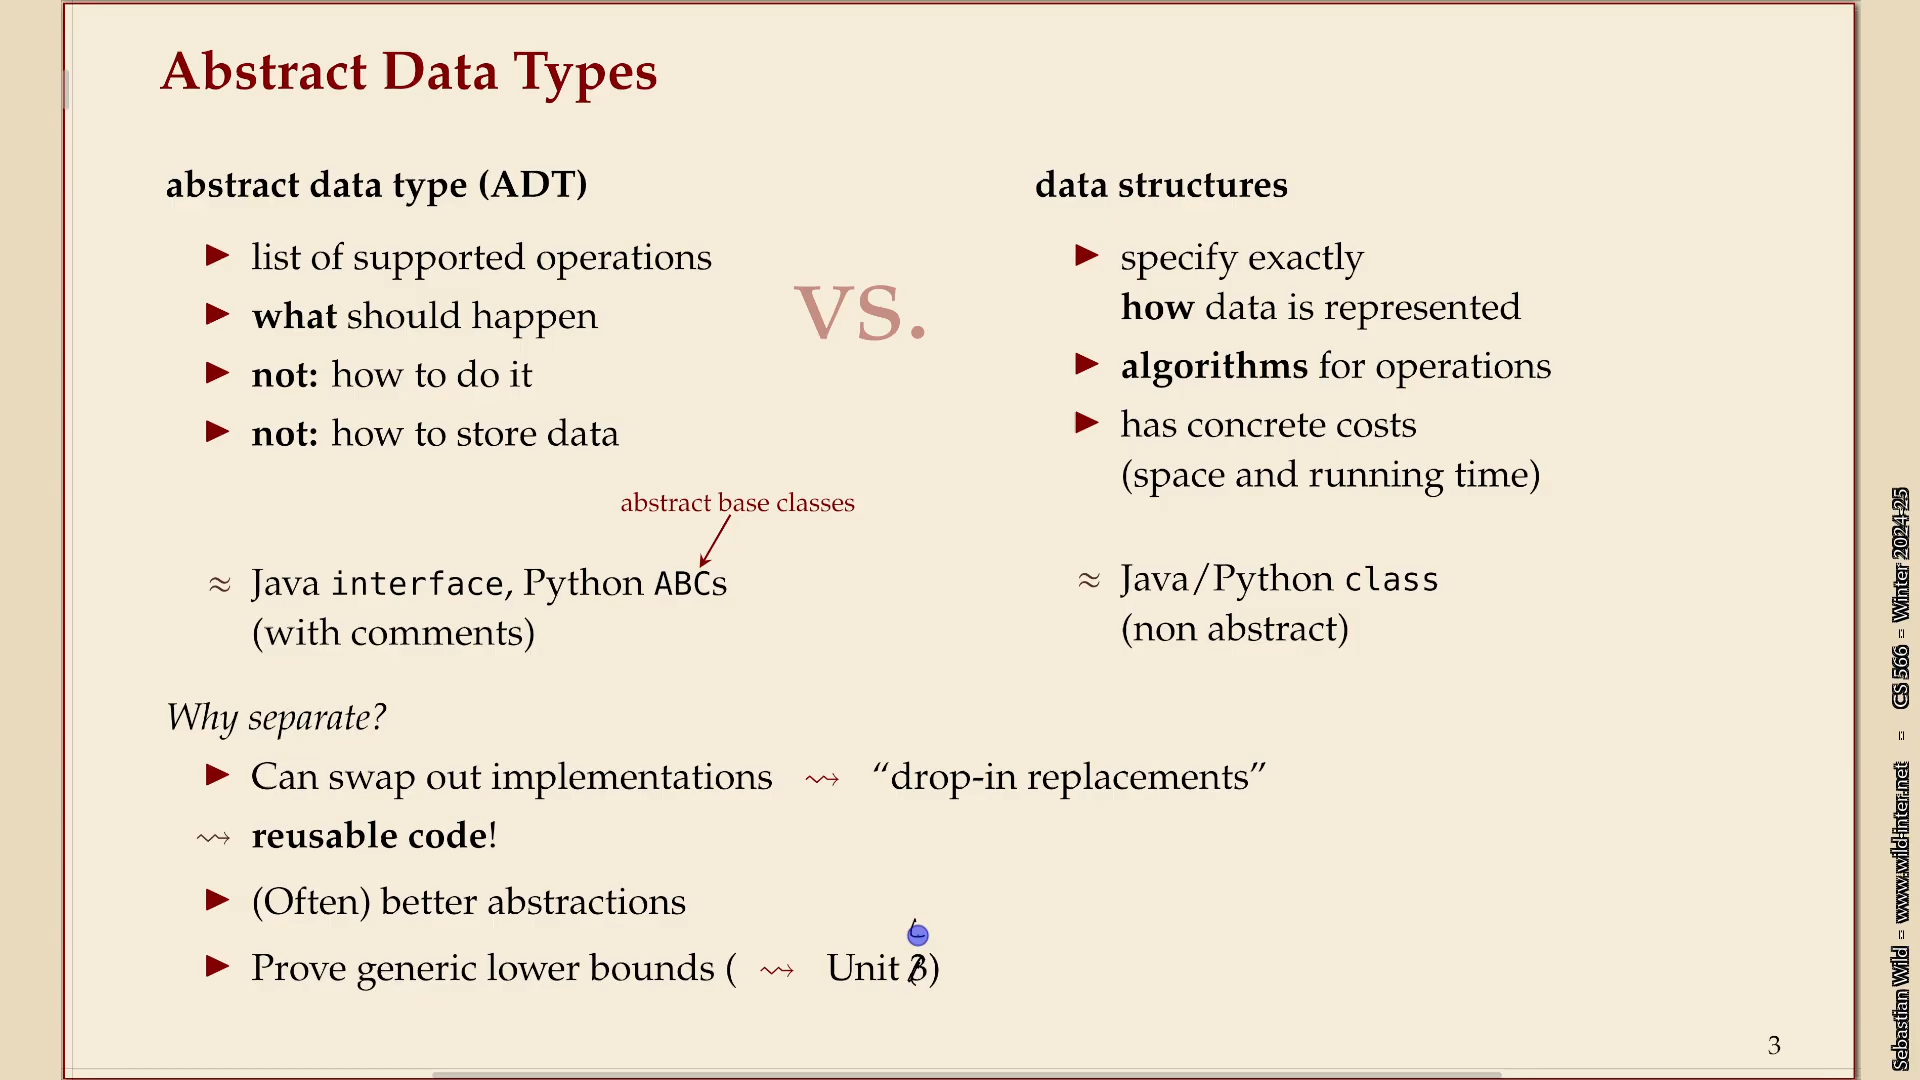 Abstract Data Types
abstract data type (ADT)
▶ list of supported operations
▶ what should happen
▶ not: how to do it
▶ not: how to store data
abstract base classes
≈ Java interface, Python ABCs
(with comments)
vs.
data structures
▶ specify exactly
how data is represented
▶ algorithms for operations
▶ has concrete costs
(space and running time)
≈ Java/Python class
(non abstract)
Why separate?
▶ Can swap out implementations ⇝ “drop-in replacements”
⇝ reusable code!
▶ (Often) better abstractions
▶ Prove generic lower bounds ( ⇝ Unit 3)
3
Sebastian Wild – www.wild-inter.net – CS 566 – Winter 2024-25